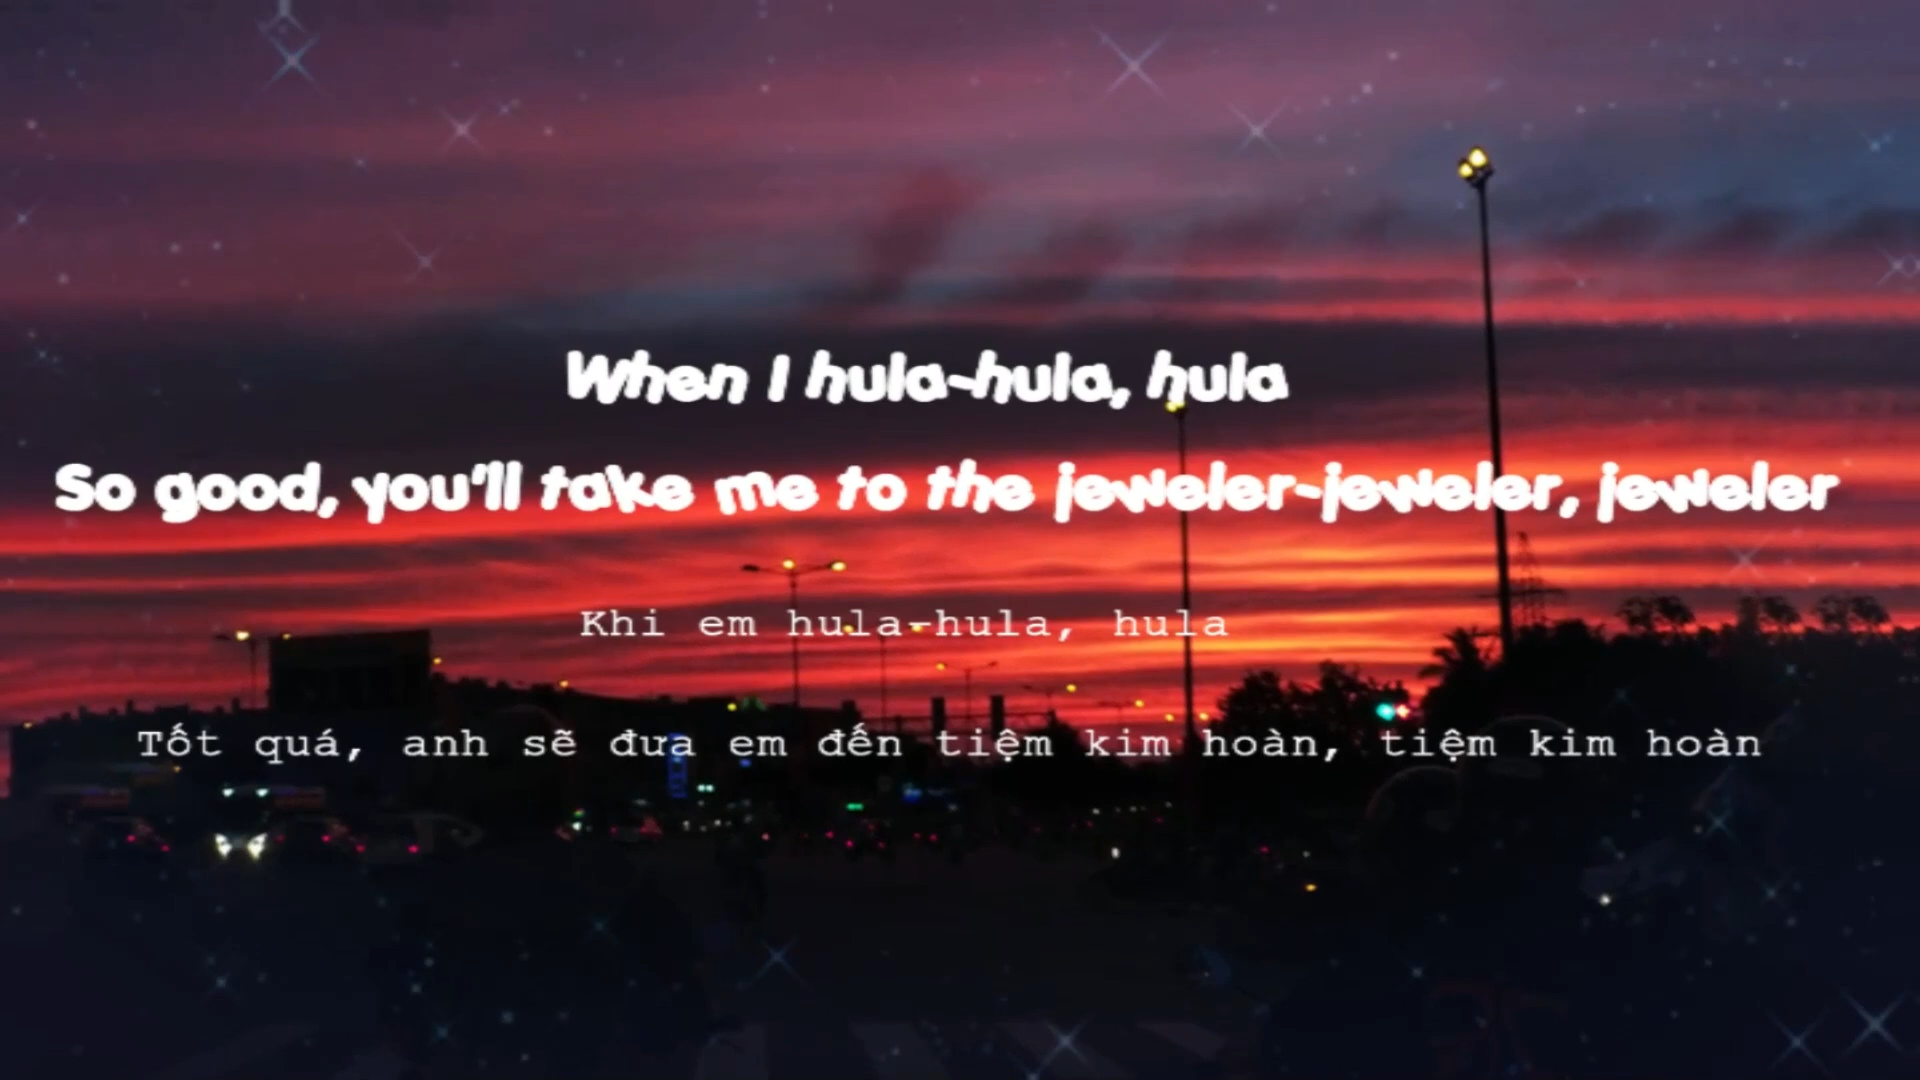 When I hula-hula, hula
So good, you'll take me to the jeweler-jeweler, jeweler
Khi em hula-hula, hula
Tốt quá, anh sẽ đưa em đến tiệm kim hoàn, tiệm kim hoàn